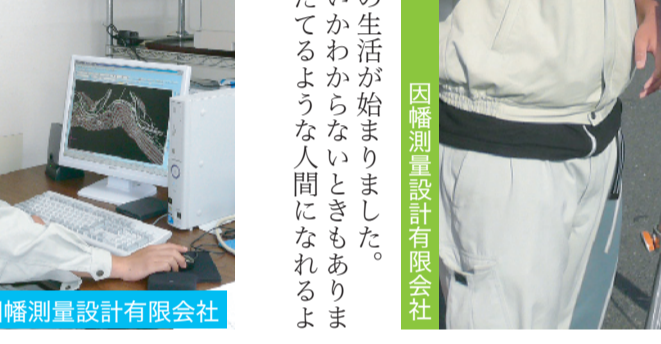 因幡測量設計有限会社
の生活が始まりました。
いかわからないときもありま
たてるような人間になれるよ
幡測量設計有限会社